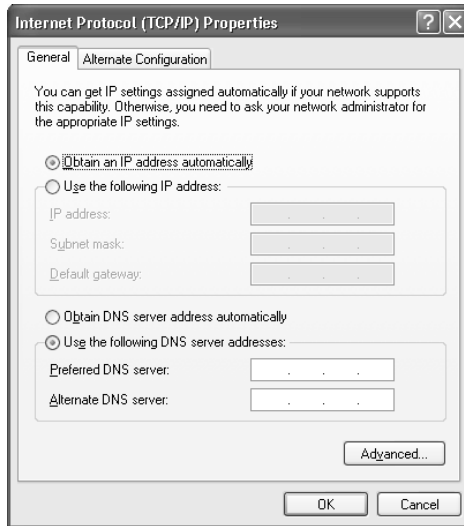 Internet Protocol (TCP/IP) Properties
General
Alternate Configuration
You can get IP settings assigned automatically if your network supports
this capability. Otherwise, you need to ask your network administrator for
the appropriate IP settings.
Obtain an IP address automatically
Use the following IP address:
IP address:
Subnet mask:
Default gateway:
Obtain DNS server address automatically
Use the following DNS server addresses:
Preferred DNS server:
Alternate DNS server:
Advanced...
OK
Cancel